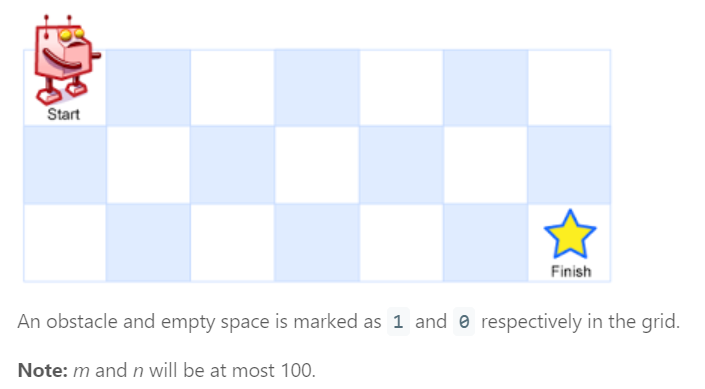 Start
Finish
An obstacle and empty space is marked as 1 and 0 respectively in the grid.
Note: m and n will be at most 100.